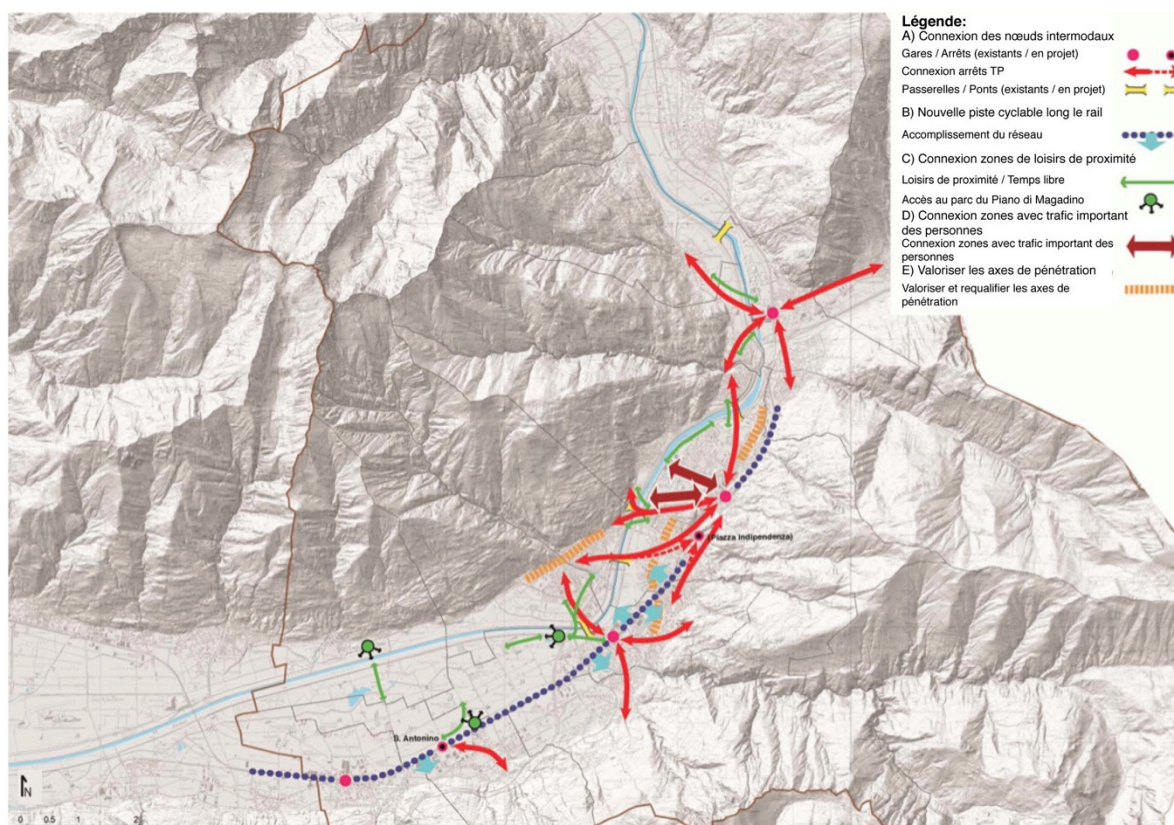 Légende:
A) Connexion des nœuds intermodaux
Gares / Arrêts (existants / en projet)
Connexion arrêts TP
Passerelles / Ponts (existants / en projet)
B) Nouvelle piste cyclable long le rail
Accomplissement du réseau
C) Connexion zones de loisirs de proximité
Loisirs de proximité / Temps libre
Accès au parc du Piano di Magadino
D) Connexion zones avec trafic important
des personnes
Connexion zones avec trafic important des
personnes
E) Valoriser les axes de pénétration
Valoriser et requalifier les axes de
pénétration
(Piazza Indipendenza)
S. Antonino
N
0 0.5 1 2